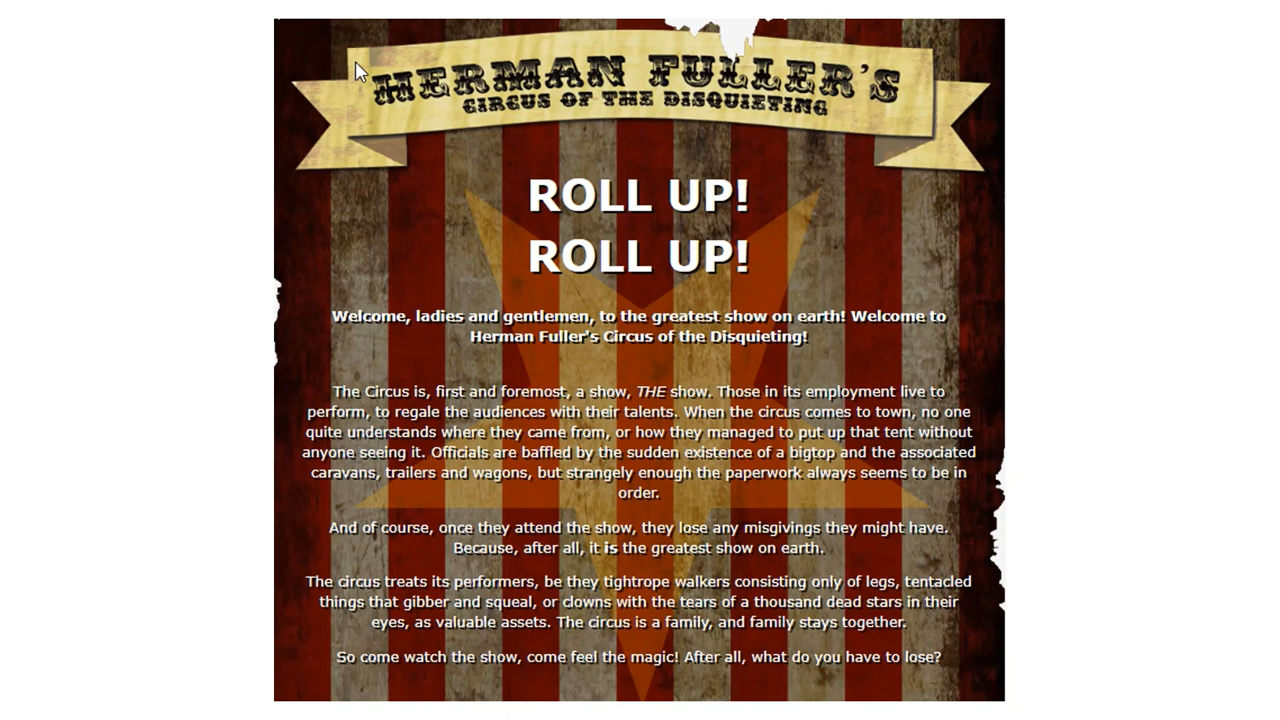 HERMAN FULLER'S
CIRCUS OF THE DISQUIETING
ROLL UP!
ROLL UP!
Welcome, ladies and gentlemen, to the greatest show on earth! Welcome to
Herman Fuller's Circus of the Disquieting!
The Circus is, first and foremost, a show, THE show. Those in its employment live to
perform, to regale the audiences with their talents. When the circus comes to town, no one
quite understands where they came from, or how they managed to put up that tent without
anyone seeing it. Officials are baffled by the sudden existence of a bigtop and the associated
caravans, trailers and wagons, but strangely enough the paperwork always seems to be in
order.
And of course, once they attend the show, they lose any misgivings they might have.
Because, after all, it is the greatest show on earth.
The circus treats its performers, be they tightrope walkers consisting only of legs, tentacled
things that gibber and squeal, or clowns with the tears of a thousand dead stars in their
eyes, as valuable assets. The circus is a family, and family stays together.
So come watch the show, come feel the magic! After all, what do you have to lose?